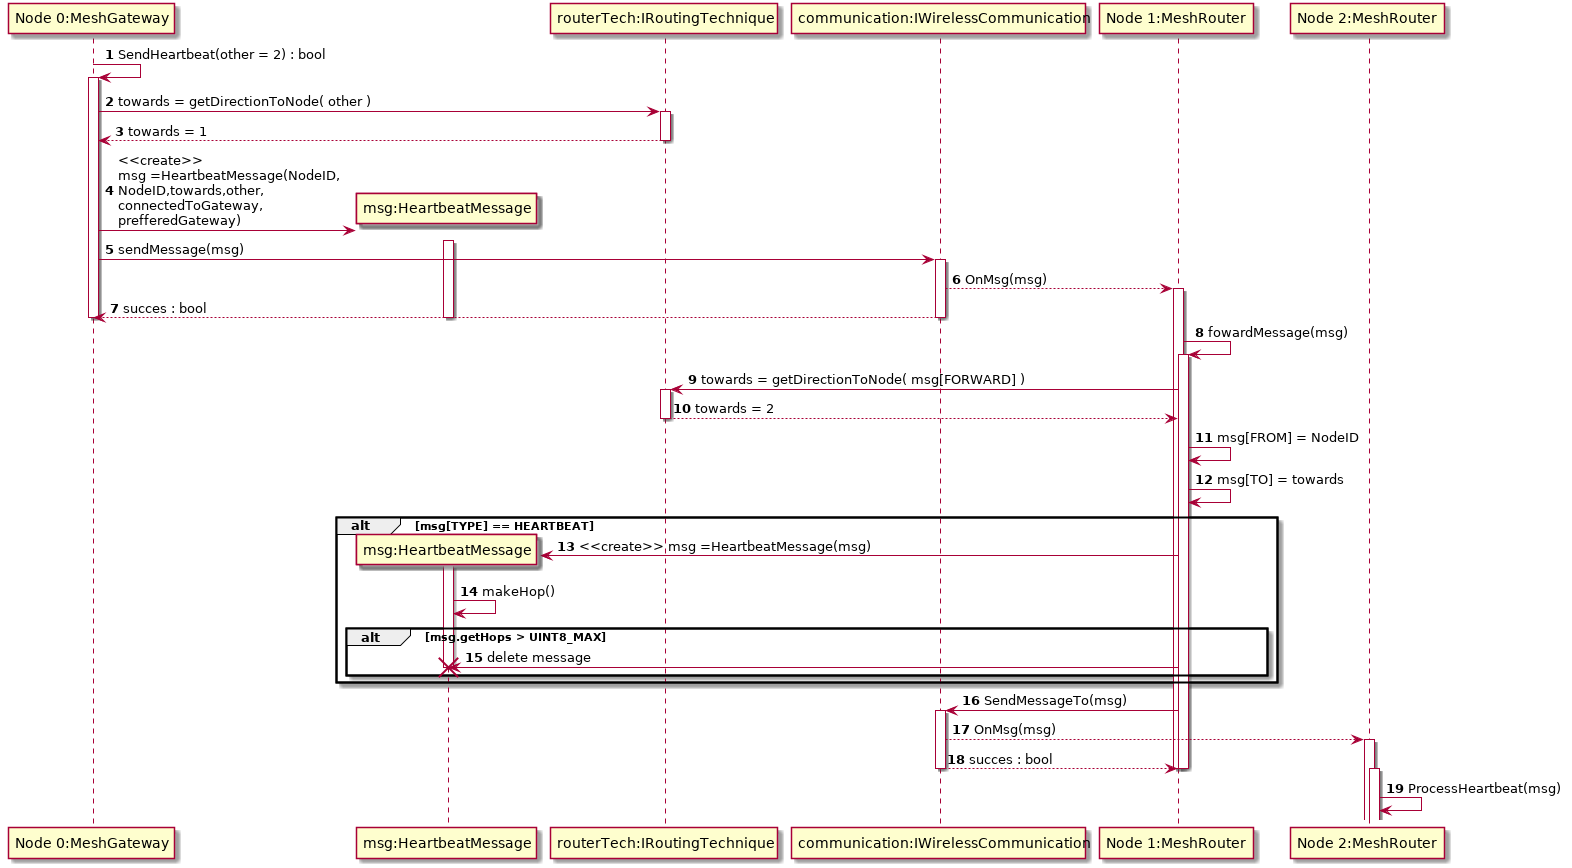 Node 0:MeshGateway
routerTech:IRoutingTechnique
communication:IWirelessCommunication
Node 1:MeshRouter
Node 2:MeshRouter
1 SendHeartbeat(other = 2) : bool
2 towards = getDirectionToNode( other )
3 towards = 1
<<create>>
msg =HeartbeatMessage(NodeID,
4 NodeID,towards,other,
connectedToGateway,
prefferedGateway)
msg:HeartbeatMessage
5 sendMessage(msg)
6 OnMsg(msg)
7 succes : bool
8 fowardMessage(msg)
9 towards = getDirectionToNode( msg[FORWARD] )
10 towards = 2
11 msg[FROM] = NodeID
12 msg[TO] = towards
alt [msg[TYPE] == HEARTBEAT]
msg:HeartbeatMessage
13 <<create>> msg =HeartbeatMessage(msg)
14 makeHop()
alt [msg.getHops > UINT8_MAX]
15 delete message
16 SendMessageTo(msg)
17 OnMsg(msg)
18 succes : bool
19 ProcessHeartbeat(msg)
Node 0:MeshGateway
msg:HeartbeatMessage
routerTech:IRoutingTechnique
communication:IWirelessCommunication
Node 1:MeshRouter
Node 2:MeshRouter